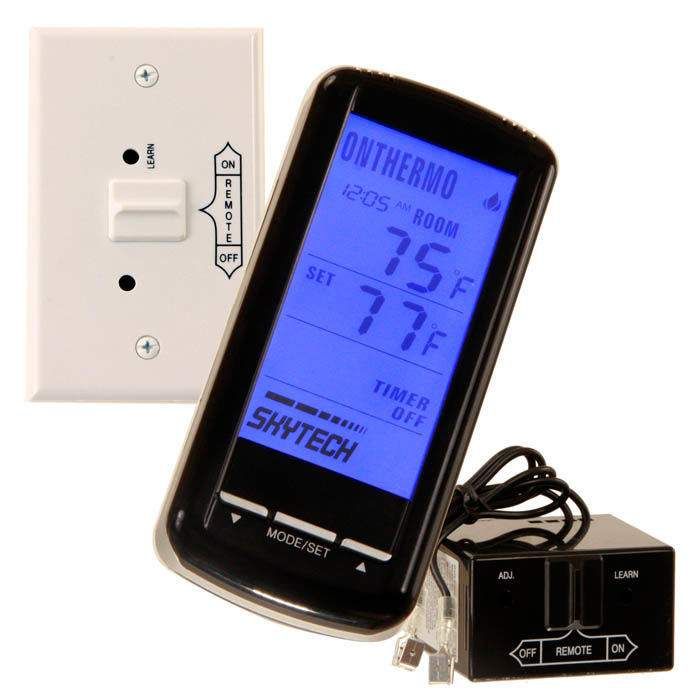 LEARN
ON
REMOTE
OFF
ONTHERMO
12:05 AM ROOM
75°F
SET
77°F
TIMER
OFF
SKYTECH
MODE/SET
ADJ.
LEARN
OFF REMOTE ON